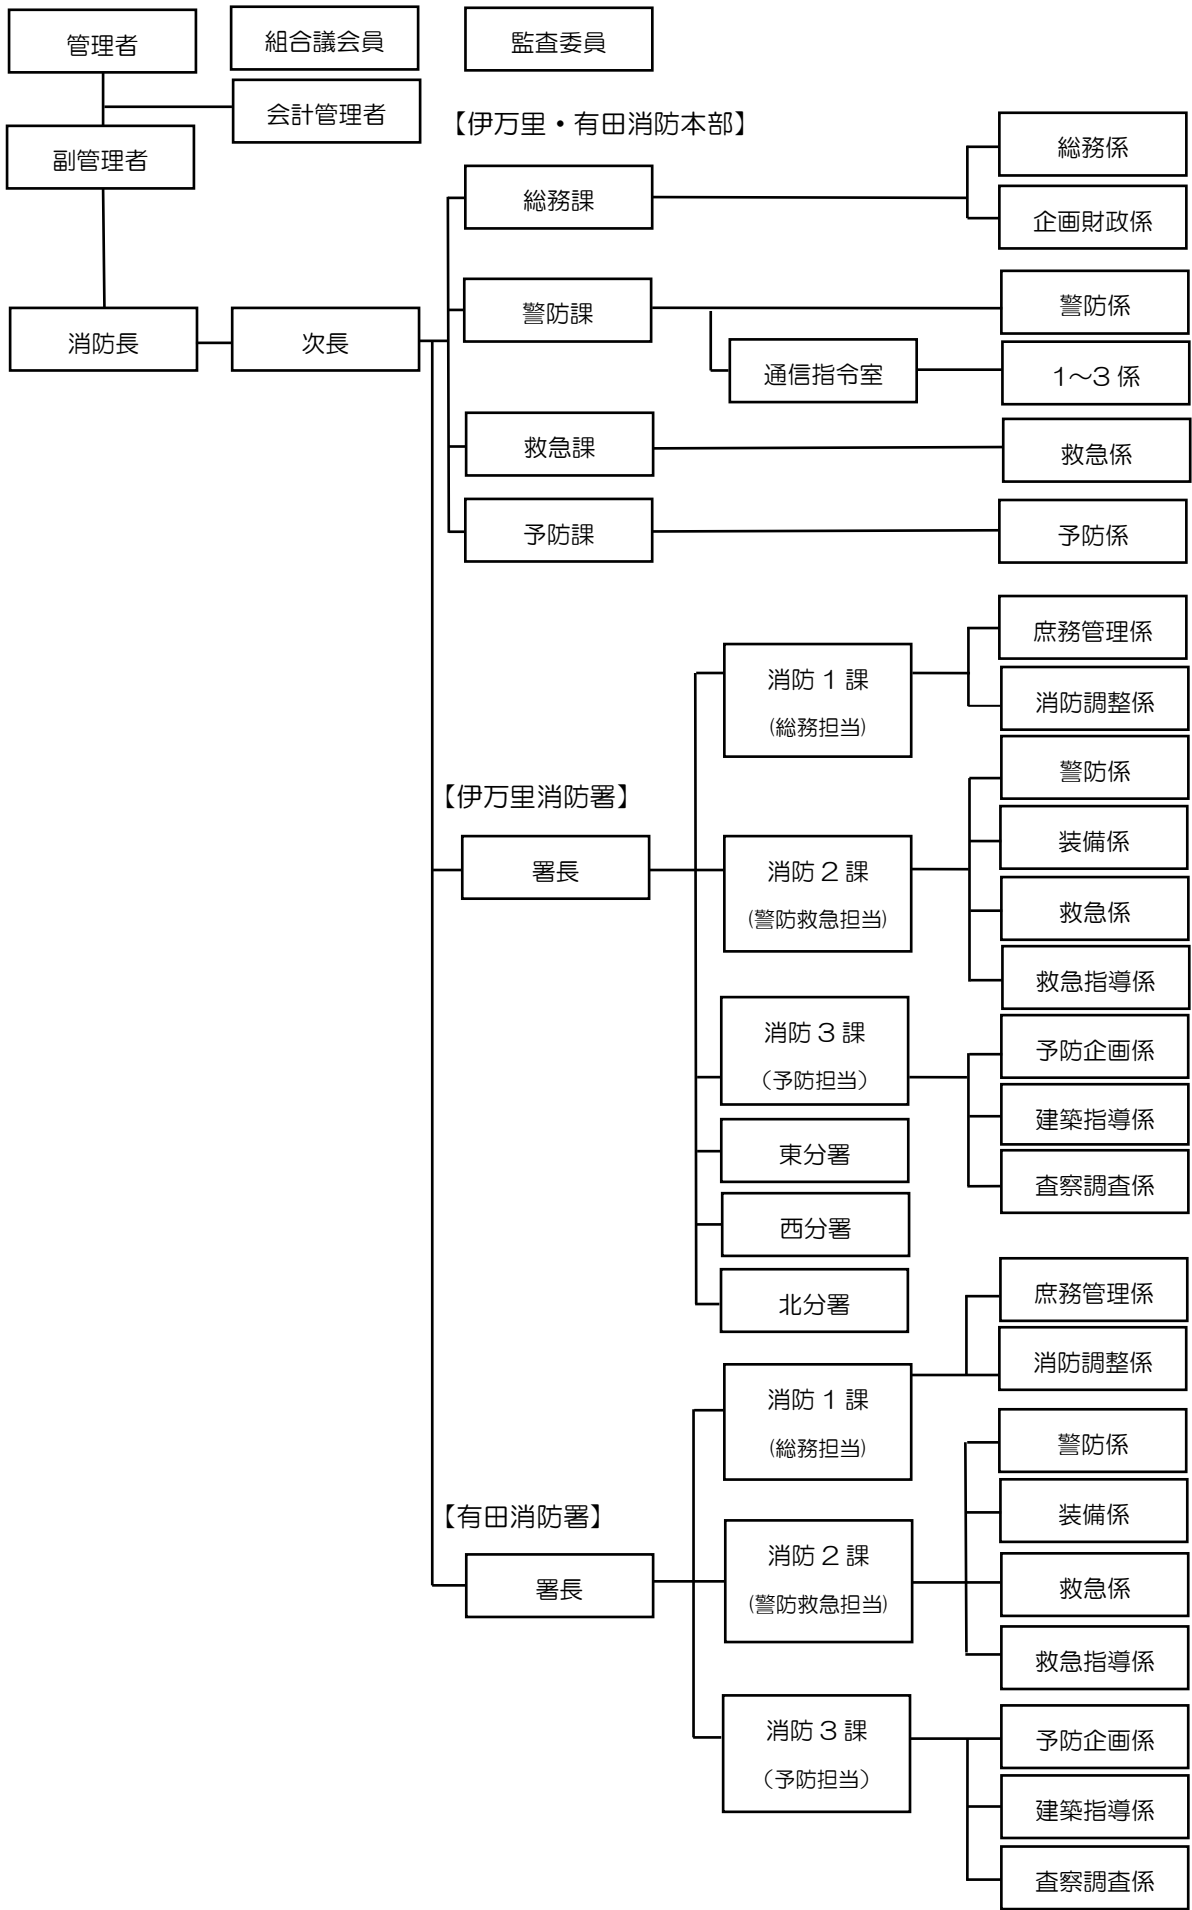 管理者
組合議会員
監査委員
会計管理者
副管理者
【伊万里・有田消防本部】
総務課
総務係
企画財政係
消防長
次長
警防課
警防係
通信指令室
1～3 係
救急課
救急係
予防課
予防係
【伊万里消防署】
署長
消防 1 課
(総務担当)
庶務管理係
消防調整係
消防 2 課
(警防救急担当)
警防係
装備係
救急係
救急指導係
消防 3 課
（予防担当）
予防企画係
建築指導係
査察調査係
東分署
西分署
北分署
【有田消防署】
署長
消防 1 課
(総務担当)
庶務管理係
消防調整係
消防 2 課
(警防救急担当)
警防係
装備係
救急係
救急指導係
消防 3 課
（予防担当）
予防企画係
建築指導係
査察調査係